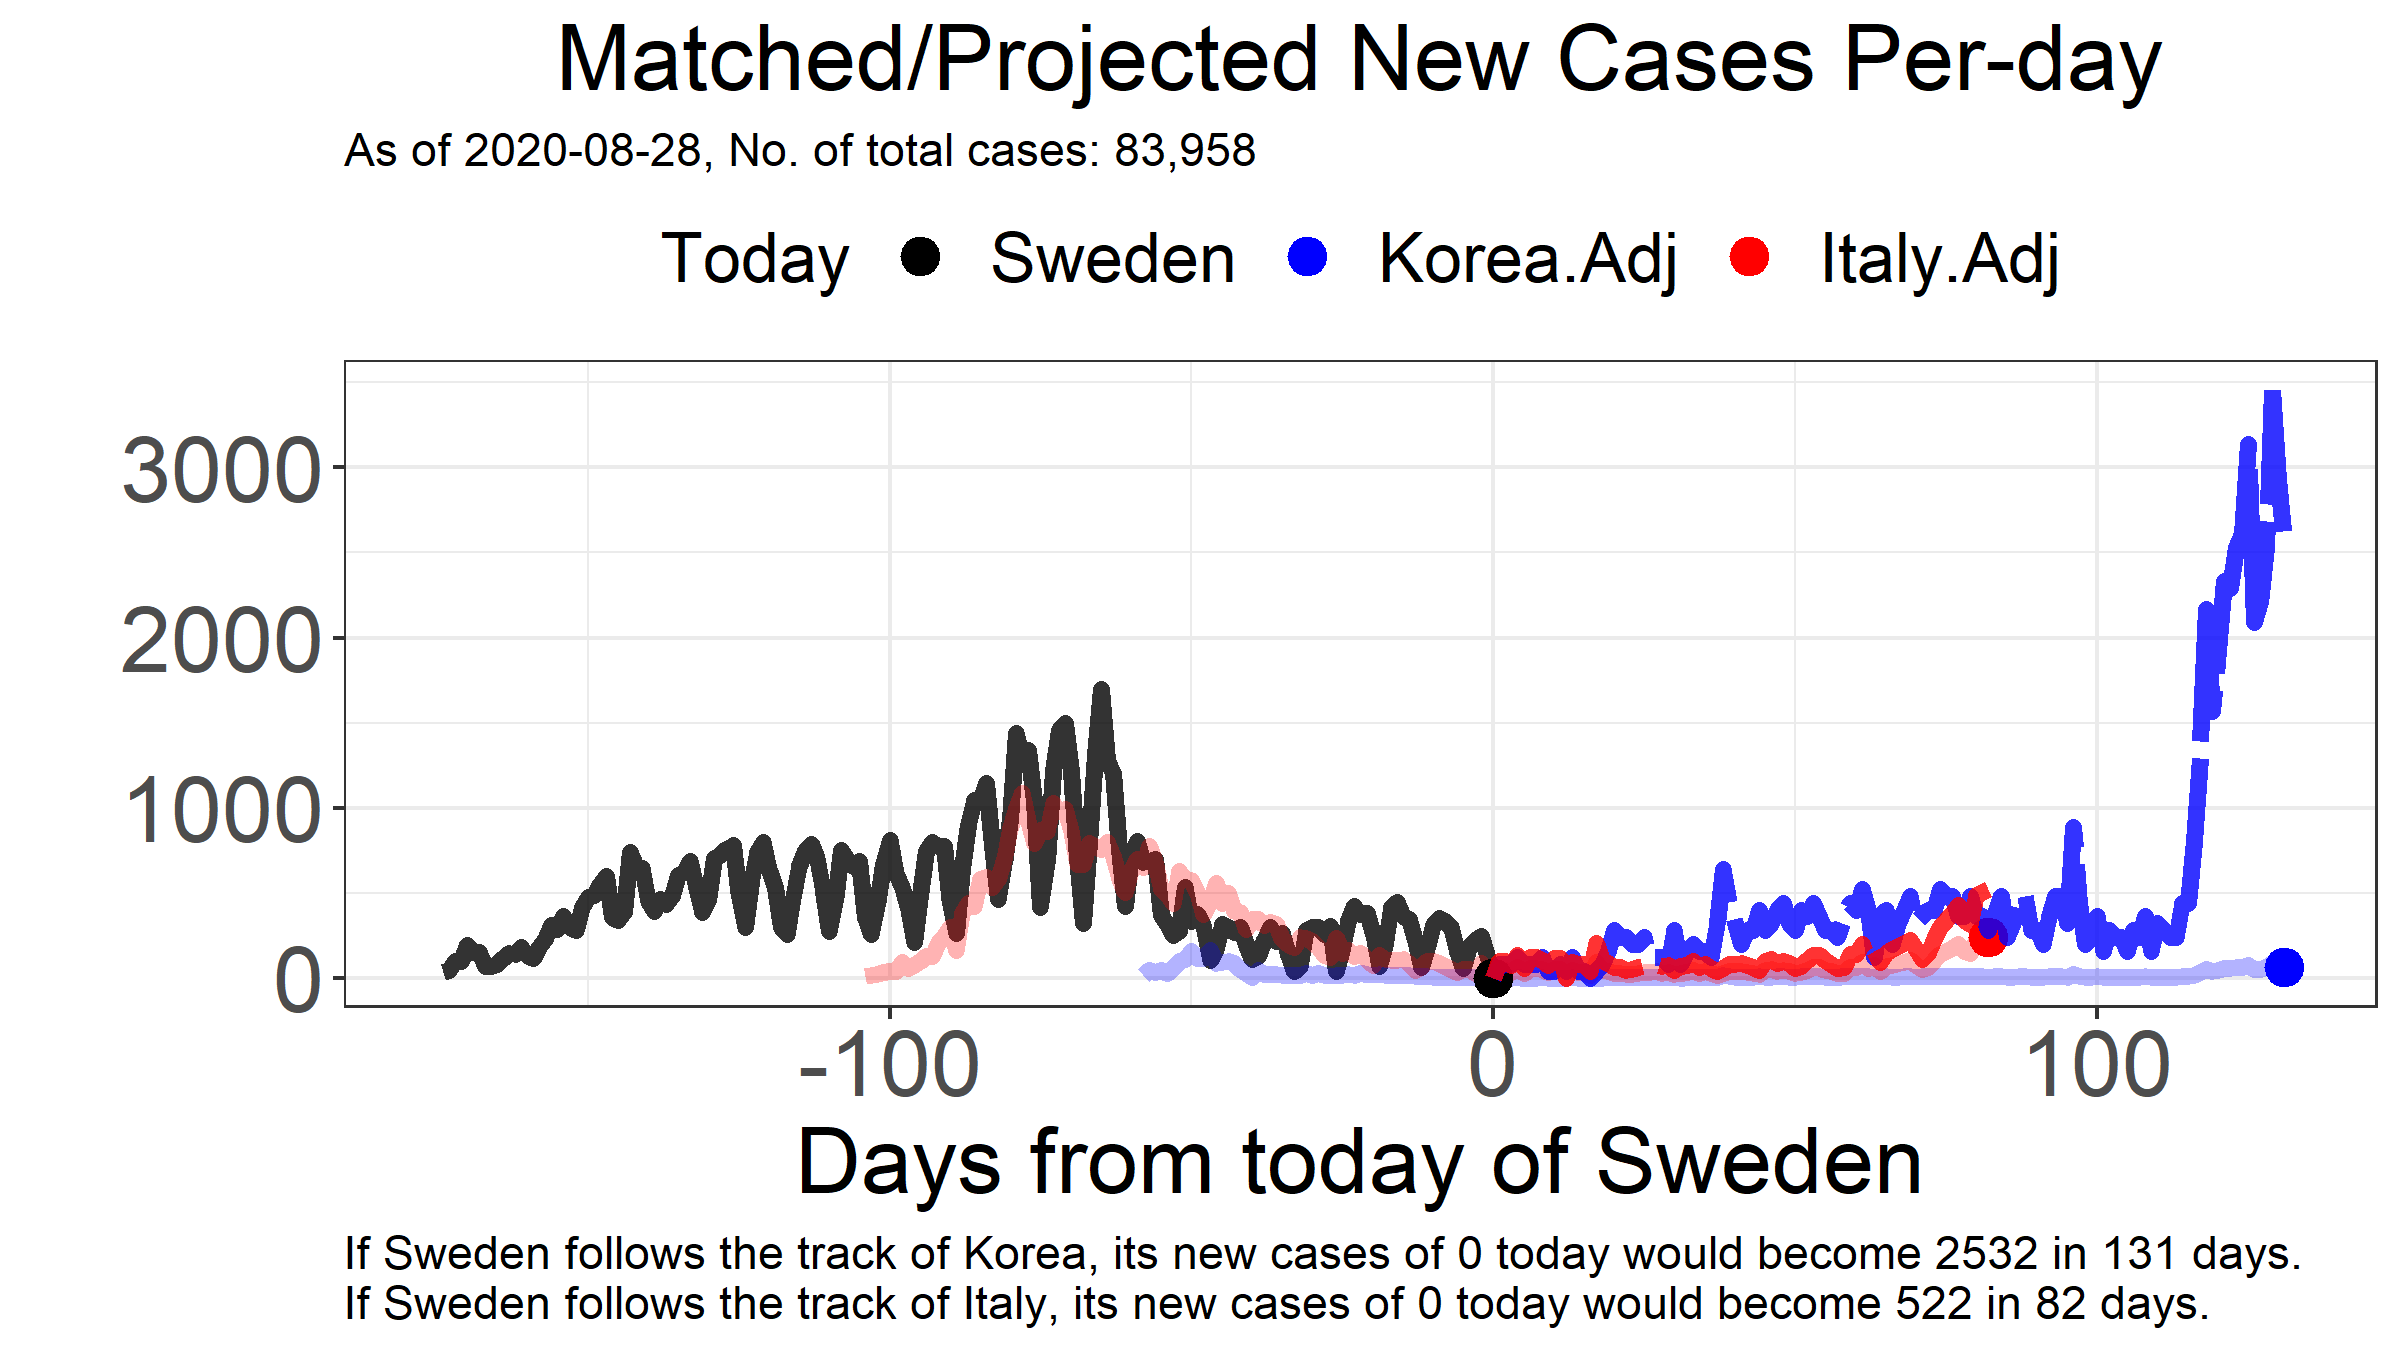 Matched/Projected New Cases Per-day
As of 2020-08-28, No. of total cases: 83,958
Today Sweden Korea.Adj Italy.Adj
3000
2000
1000
0
-100 0 100
Days from today of Sweden
If Sweden follows the track of Korea, its new cases of 0 today would become 2532 in 131 days.
If Sweden follows the track of Italy, its new cases of 0 today would become 522 in 82 days.